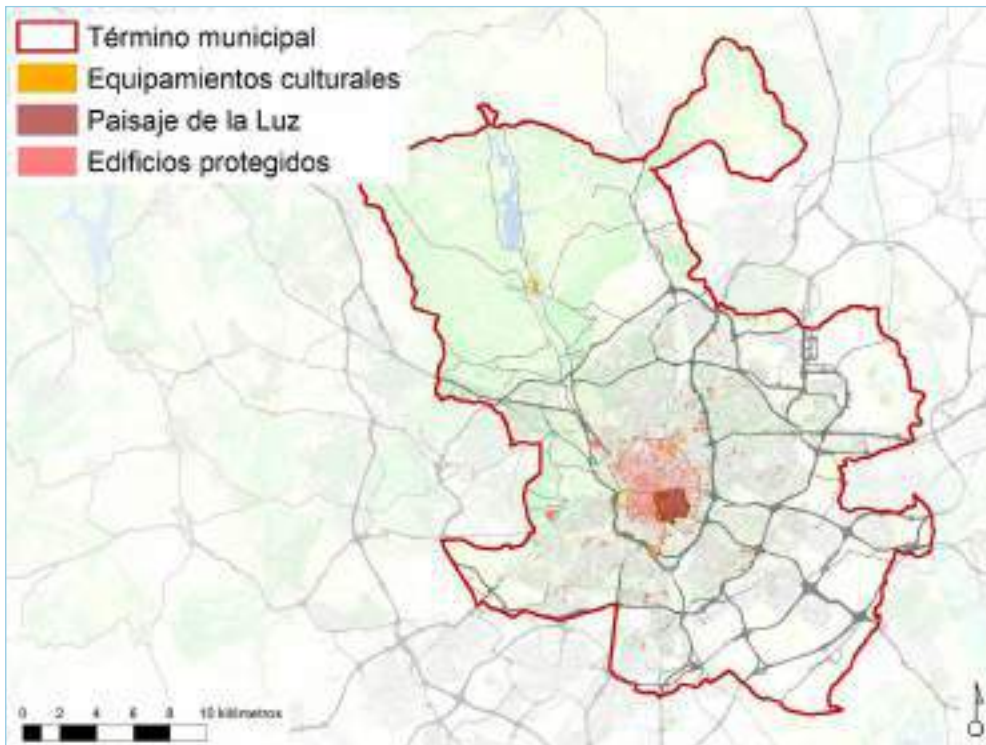 Término municipal
Equipamientos culturales
Paisaje de la Luz
Edificios protegidos
0 2 4 6 8 10 kilómetros